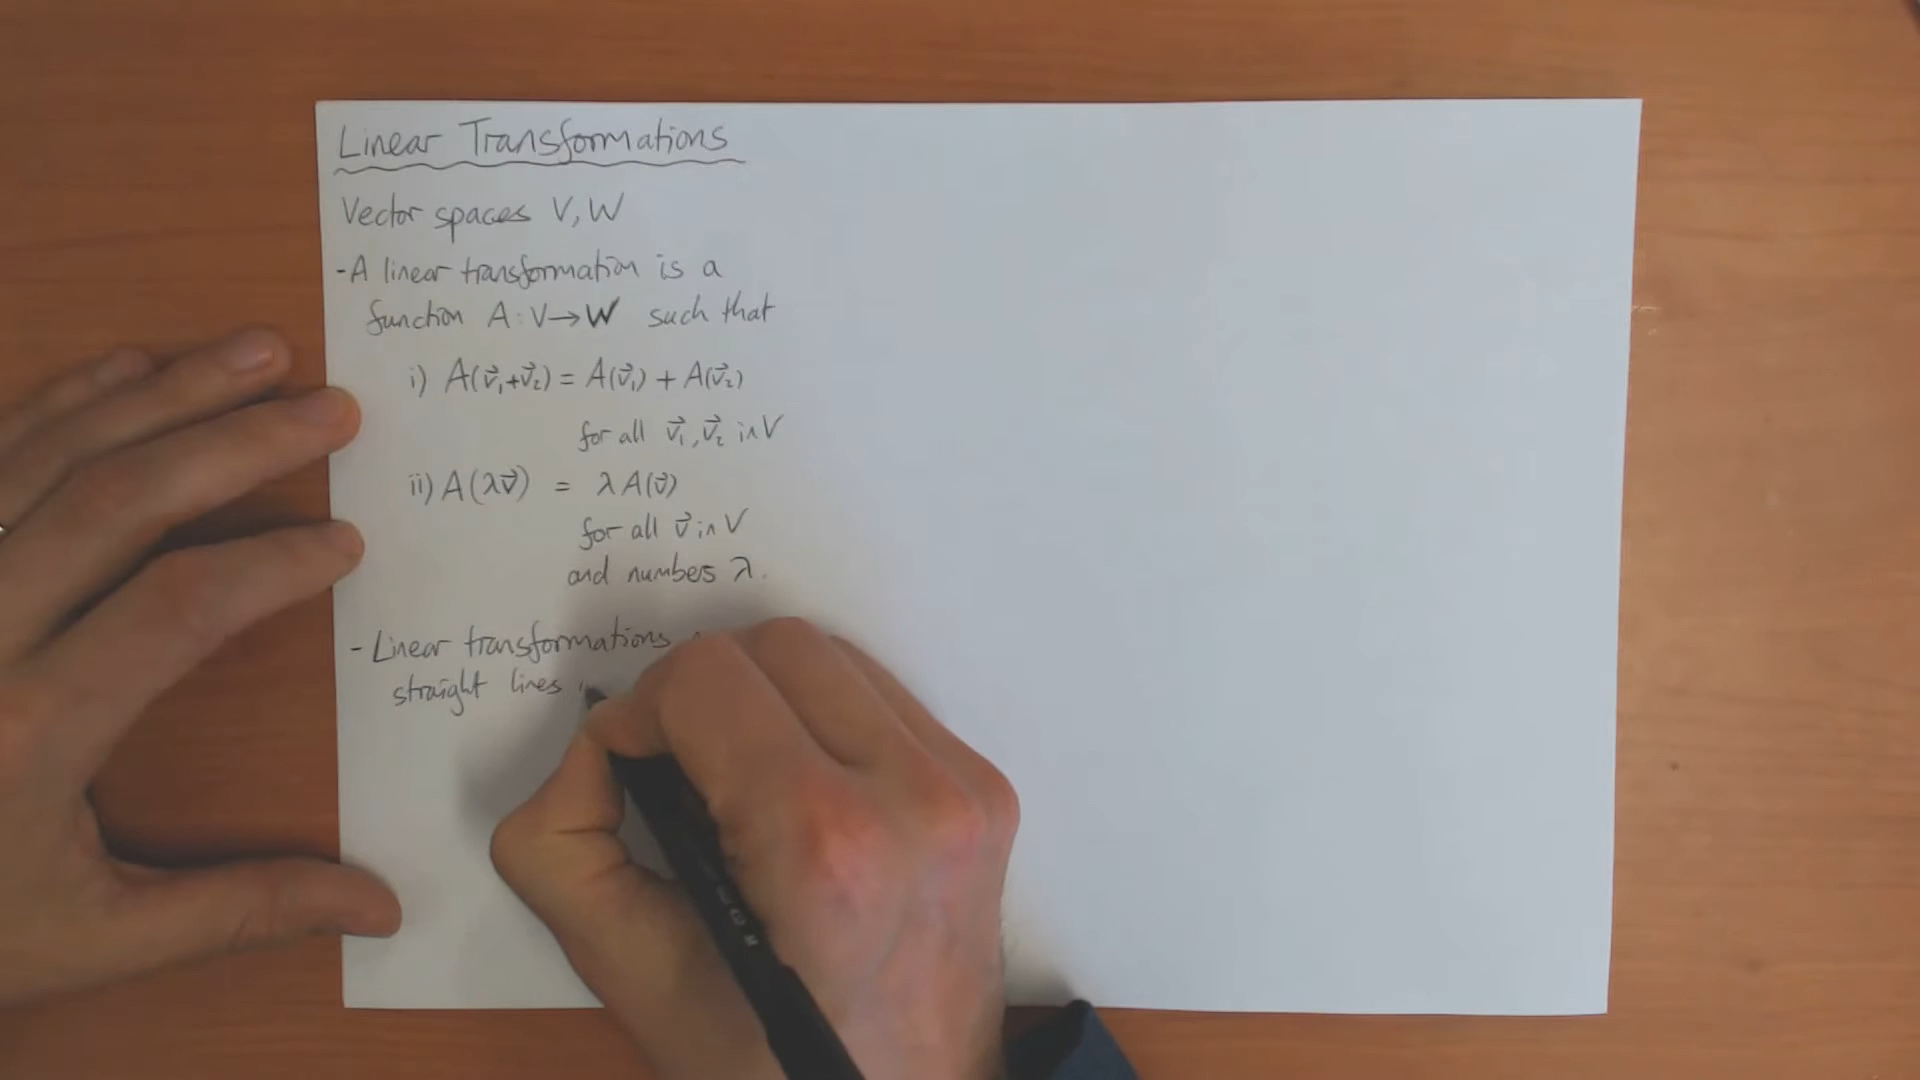 Linear Transformations
Vector spaces V, W
- A linear transformation is a
function A: V→W such that
i) A(v⃗₁+v⃗₂) = A(v⃗₁) + A(v⃗₂)
for all v⃗₁, v⃗₂ in V
ii) A(λv⃗) = λA(v⃗)
for all v⃗ in V
and numbers λ.
- Linear transformations
straight lines